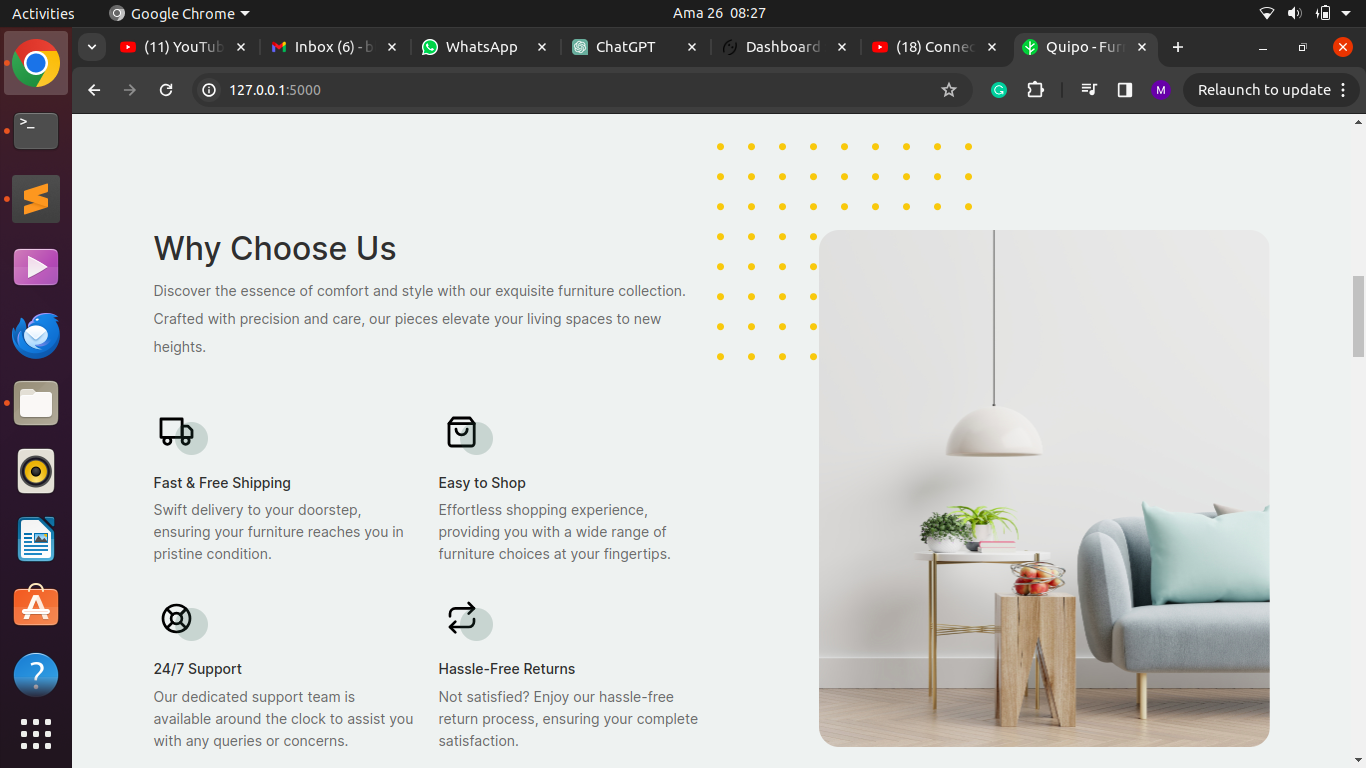 Activities
Google Chrome
Ama 26 08:27
(11) YouTub
Inbox (6) - b
WhatsApp
ChatGPT
Dashboard
(18) Connec
Quipo - Furn
127.0.0.1:5000
M
Relaunch to update
Why Choose Us
Discover the essence of comfort and style with our exquisite furniture collection.
Crafted with precision and care, our pieces elevate your living spaces to new
heights.
Fast & Free Shipping
Swift delivery to your doorstep,
ensuring your furniture reaches you in
pristine condition.
Easy to Shop
Effortless shopping experience,
providing you with a wide range of
furniture choices at your fingertips.
24/7 Support
Our dedicated support team is
available around the clock to assist you
with any queries or concerns.
Hassle-Free Returns
Not satisfied? Enjoy our hassle-free
return process, ensuring your complete
satisfaction.